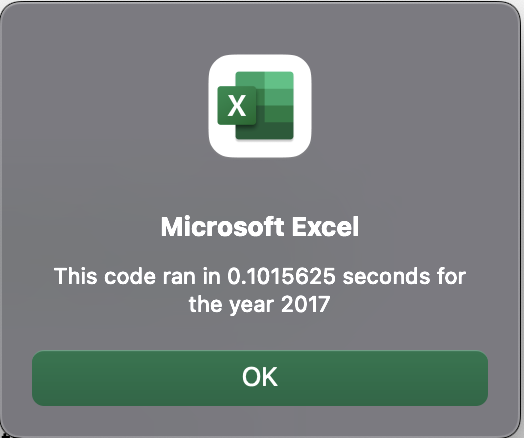 X
Microsoft Excel
This code ran in 0.1015625 seconds for
the year 2017
OK